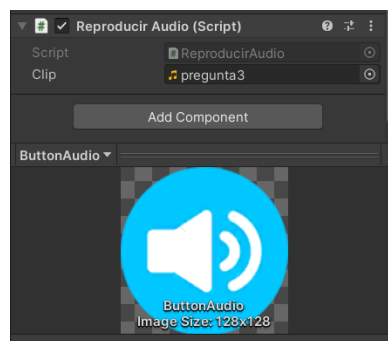 Reproducir Audio (Script)
Script ReproducirAudio
Clip pregunta3
Add Component
ButtonAudio
ButtonAudio
Image Size: 128x128